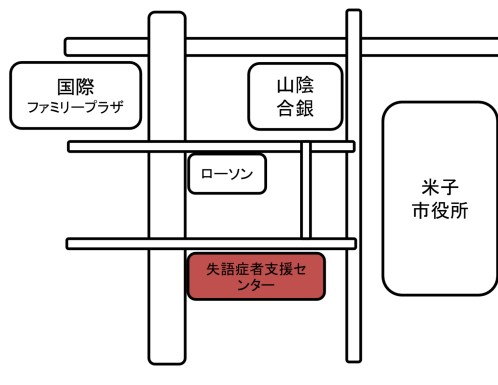 国際
ファミリープラザ
山陰
合銀
ローソン
米子
市役所
失語症者支援セ
ンター